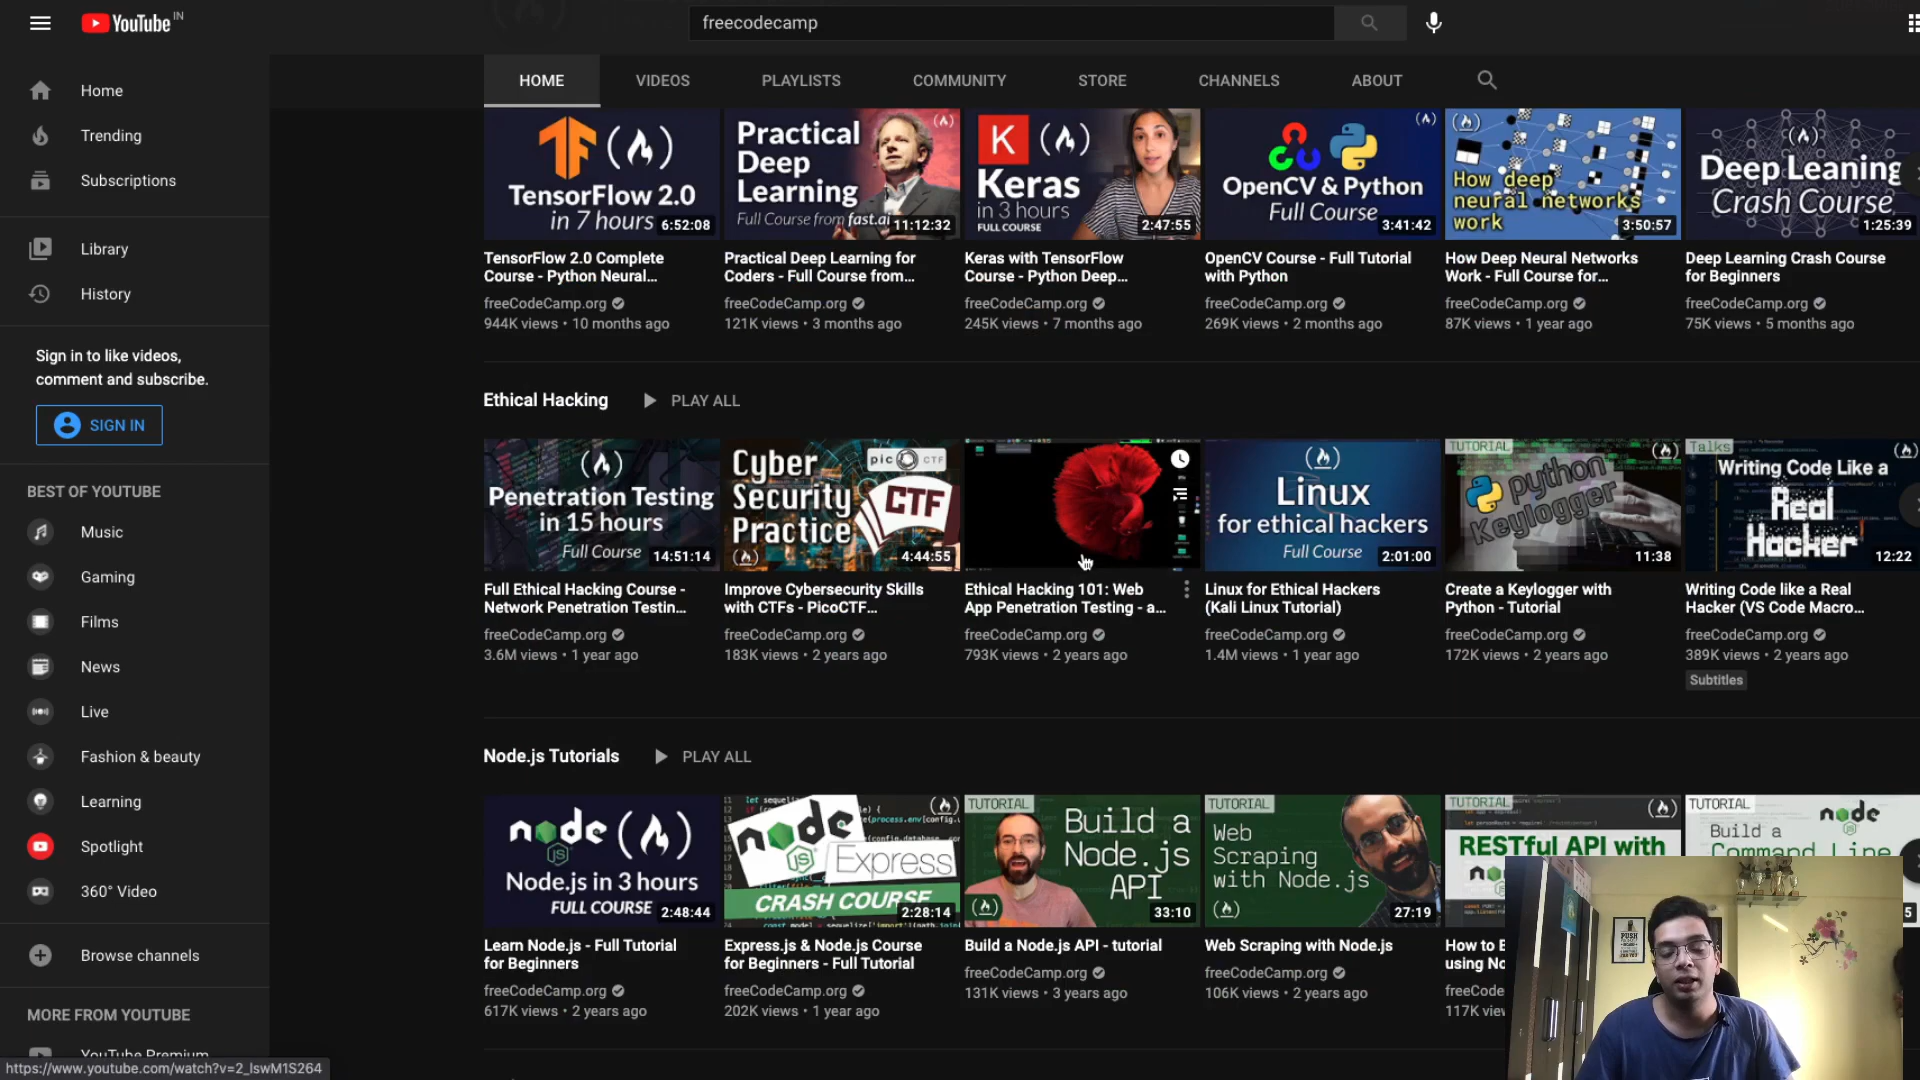 YouTube IN
freecodecamp
HOME
VIDEOS
PLAYLISTS
COMMUNITY
STORE
CHANNELS
ABOUT
Home
Trending
Subscriptions
Library
History
Sign in to like videos,
comment and subscribe.
SIGN IN
BEST OF YOUTUBE
Music
Gaming
Films
News
Live
Fashion & beauty
Learning
Spotlight
360° Video
Browse channels
MORE FROM YOUTUBE
YouTube Premium
https://www.youtube.com/watch?v=2_lswM1S264
TensorFlow 2.0
in 7 hours
6:52:08
TensorFlow 2.0 Complete
Course - Python Neural...
freeCodeCamp.org
944K views • 10 months ago
Practical
Deep
Learning
Full Course from fast.ai
11:12:32
Practical Deep Learning for
Coders - Full Course from...
freeCodeCamp.org
121K views • 3 months ago
K
Keras
in 3 hours
FULL COURSE
2:47:55
Keras with TensorFlow
Course - Python Deep...
freeCodeCamp.org
245K views • 7 months ago
OpenCV & Python
Full Course
3:41:42
OpenCV Course - Full Tutorial
with Python
freeCodeCamp.org
269K views • 2 months ago
How deep
neural networks
work
3:50:57
How Deep Neural Networks
Work - Full Course for...
freeCodeCamp.org
87K views • 1 year ago
Deep Leaning
Crash Course
1:25:39
Deep Learning Crash Course
for Beginners
freeCodeCamp.org
75K views • 5 months ago
Ethical Hacking
PLAY ALL
Penetration Testing
in 15 hours
Full Course
14:51:14
Full Ethical Hacking Course -
Network Penetration Testin...
freeCodeCamp.org
3.6M views • 1 year ago
Cyber
Security
Practice
pico CTF
CTF
4:44:55
Improve Cybersecurity Skills
with CTFs - PicoCTF...
freeCodeCamp.org
183K views • 2 years ago
Ethical Hacking 101: Web
App Penetration Testing - a...
freeCodeCamp.org
793K views • 2 years ago
Linux
for ethical hackers
Full Course
2:01:00
Linux for Ethical Hackers
(Kali Linux Tutorial)
freeCodeCamp.org
1.4M views • 1 year ago
TUTORIAL
python
Keylogger
11:38
Create a Keylogger with
Python - Tutorial
freeCodeCamp.org
172K views • 2 years ago
Talks
Writing Code Like a
Real
Hacker
12:22
Writing Code like a Real
Hacker (VS Code Macro...
freeCodeCamp.org
389K views • 2 years ago
Subtitles
Node.js Tutorials
PLAY ALL
node
JS
Node.js in 3 hours
FULL COURSE
2:48:44
Learn Node.js - Full Tutorial
for Beginners
freeCodeCamp.org
617K views • 2 years ago
node
JS
Express
CRASH COURSE
2:28:14
Express.js & Node.js Course
for Beginners - Full Tutorial
freeCodeCamp.org
202K views • 1 year ago
TUTORIAL
Build a
Node.js
API
33:10
Build a Node.js API - tutorial
freeCodeCamp.org
131K views • 3 years ago
TUTORIAL
Web
Scraping
with Node.js
27:19
Web Scraping with Node.js
freeCodeCamp.org
106K views • 2 years ago
TUTORIAL
RESTful API with
How to B
using No
freeCode
117K view
TUTORIAL
node
Build a
Command Line
5
PUSH